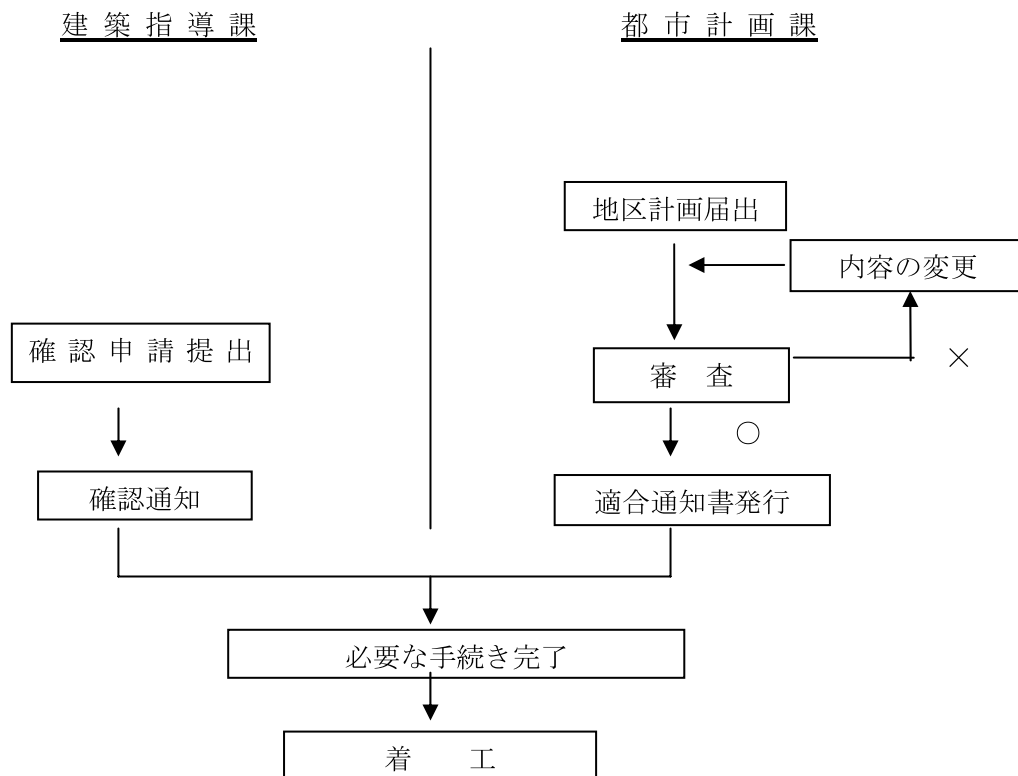 建築指導課
都市計画課
地区計画届出
内容の変更
確認申請提出
審 査
×
○
確認通知
適合通知書発行
必要な手続き完了
着 工